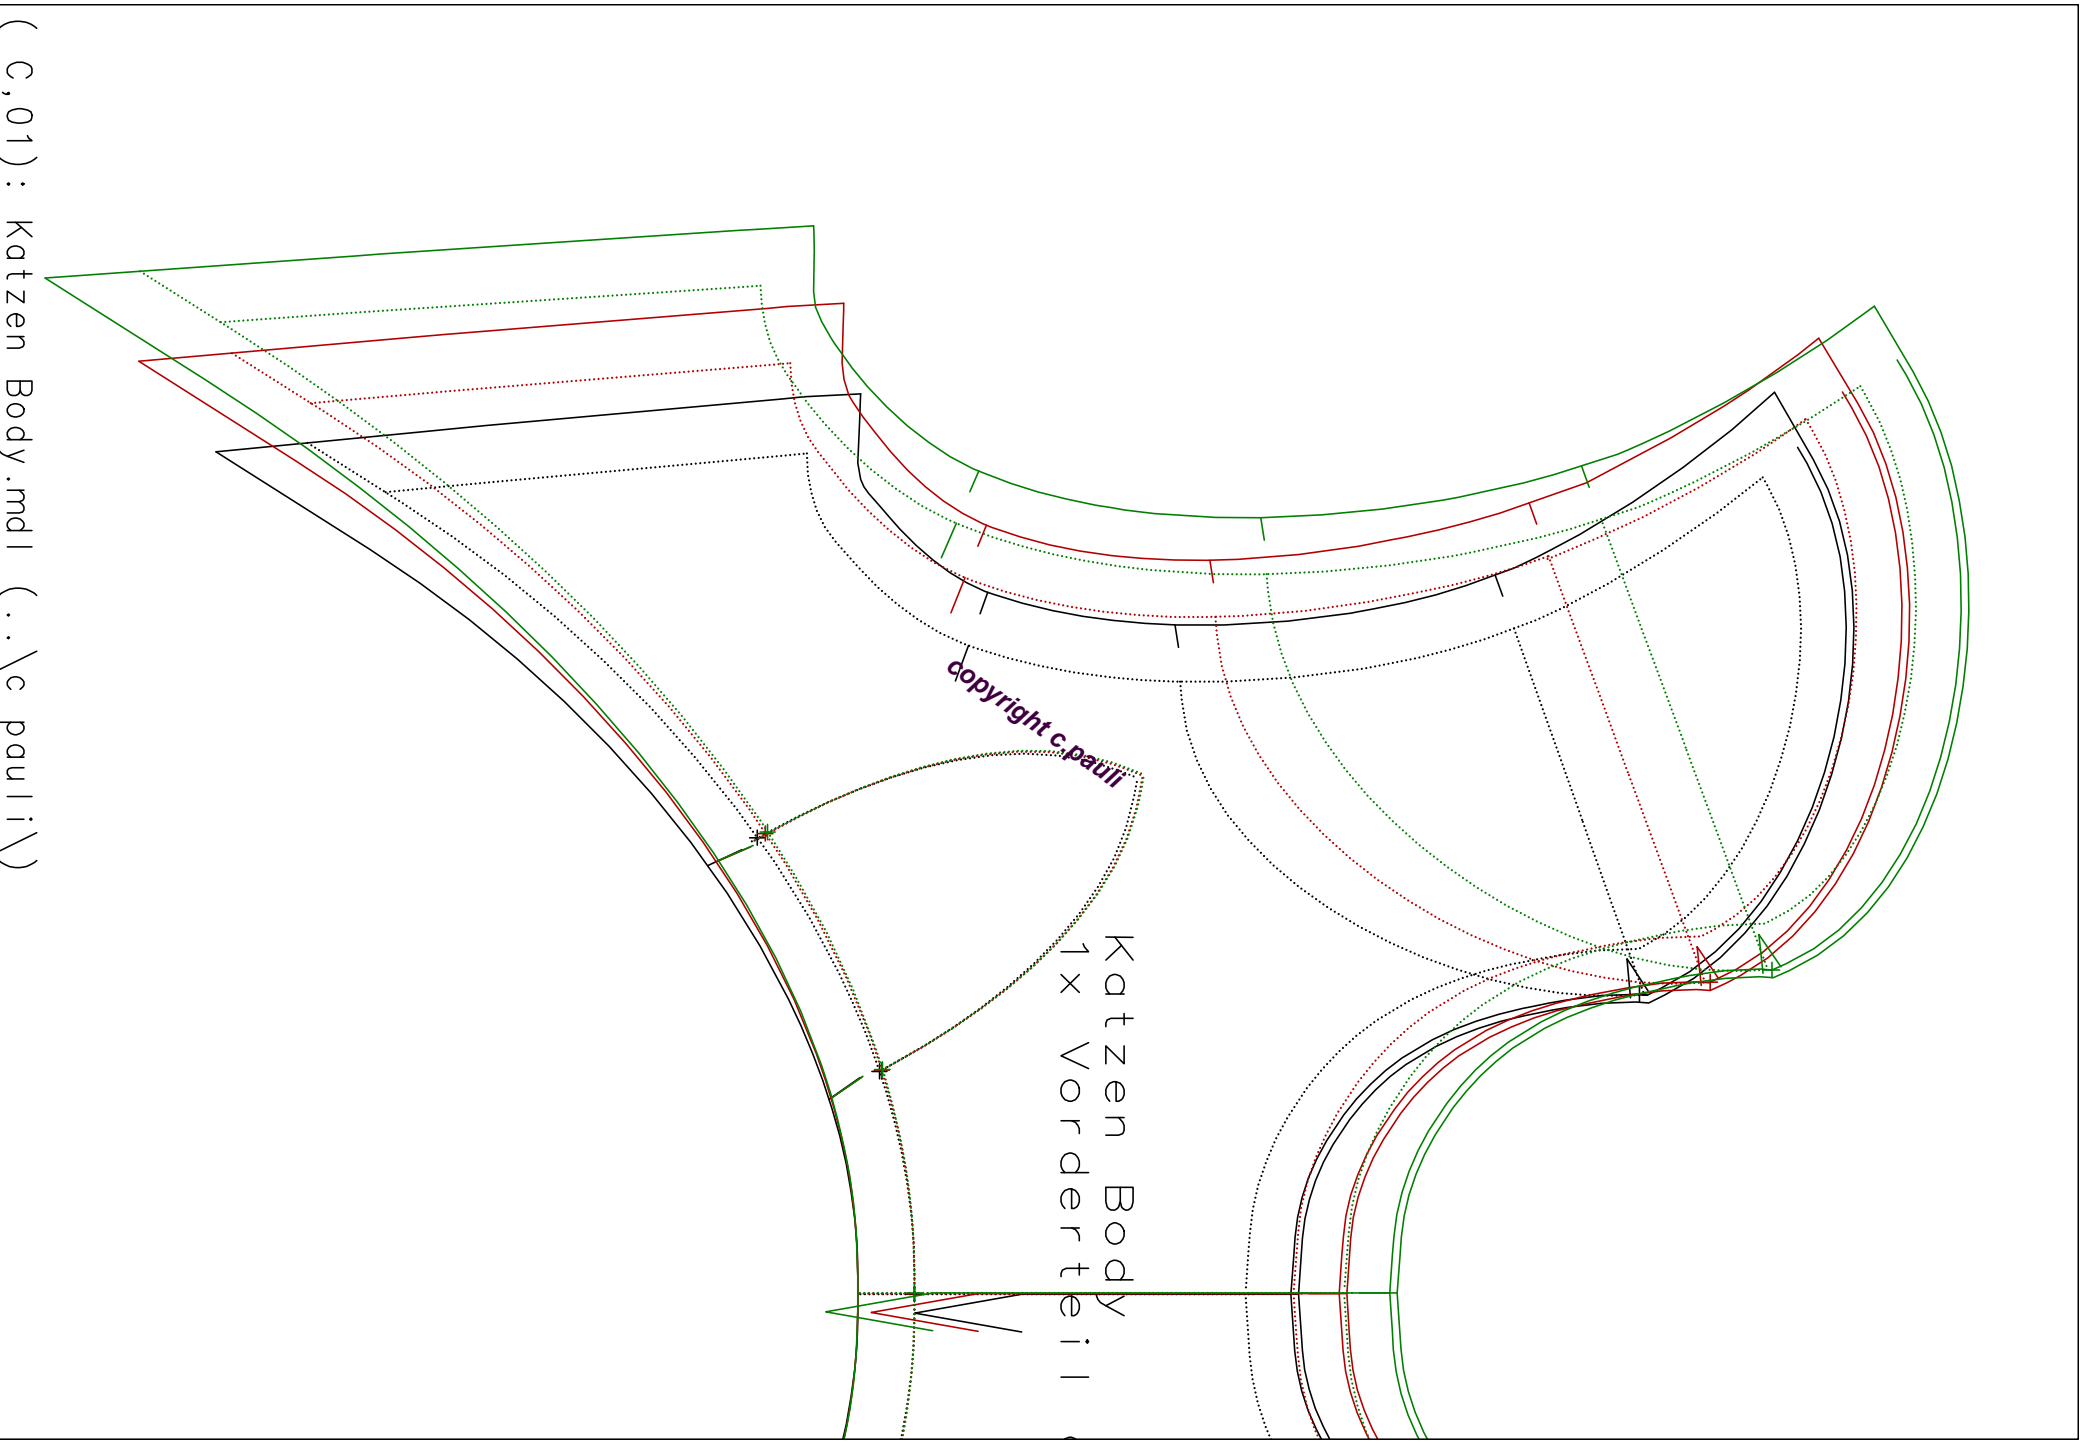 ( C,01): Katzen Body.mdl (..\c pauli\)
copyright c.pauli
Katzen Body
1x Vorderteil